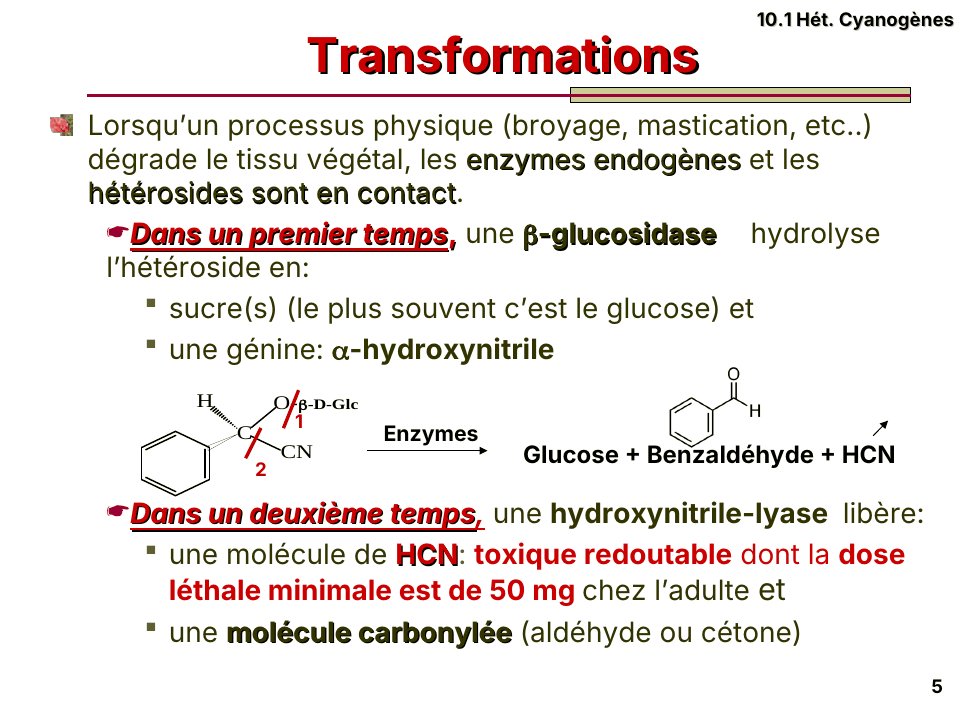 10.1 Hét. Cyanogènes
Transformations
Lorsqu’un processus physique (broyage, mastication, etc..)
dégrade le tissu végétal, les enzymes endogènes et les
hétérosides sont en contact.
Dans un premier temps, une β-glucosidase hydrolyse
l’hétéroside en:
sucre(s) (le plus souvent c’est le glucose) et
une génine: α-hydroxynitrile
O
H
H
O-β-D-Glc
1
C
CN
2
Enzymes
Glucose + Benzaldéhyde + HCN
Dans un deuxième temps, une hydroxynitrile-lyase libère:
une molécule de HCN: toxique redoutable dont la dose
léthale minimale est de 50 mg chez l’adulte et
une molécule carbonylée (aldéhyde ou cétone)
5